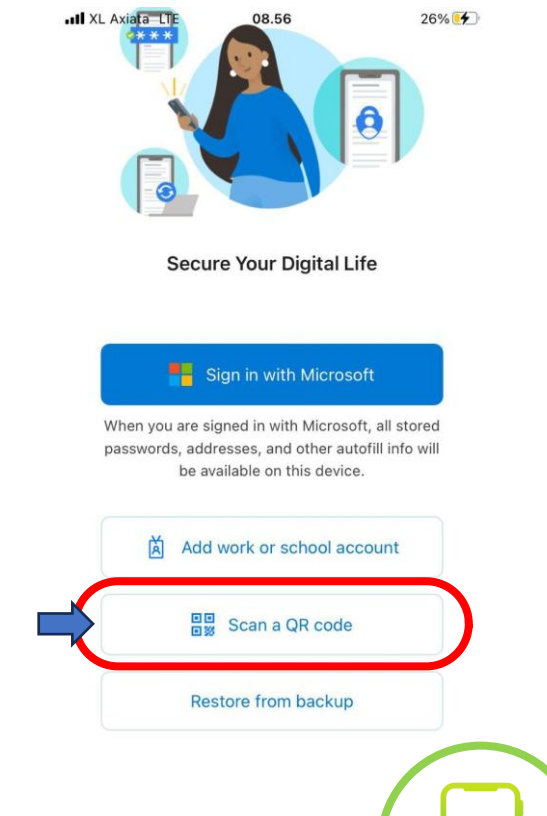 XL Axiata LTE 08.56 26%
***
Secure Your Digital Life
Sign in with Microsoft
When you are signed in with Microsoft, all stored
passwords, addresses, and other autofill info will
be available on this device.
Add work or school account
Scan a QR code
Restore from backup